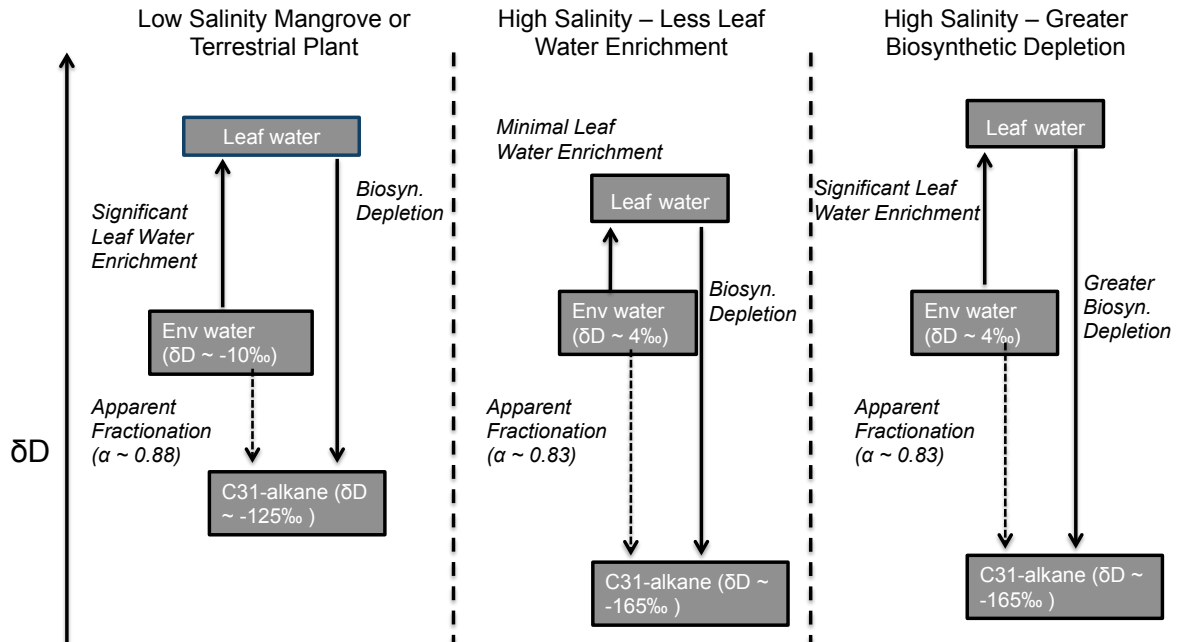 Low Salinity Mangrove or
Terrestrial Plant
Leaf water
Significant
Leaf Water
Enrichment
Biosyn.
Depletion
Env water
(δD ~ -10‰)
Apparent
Fractionation
(α ~ 0.88)
δD
C31-alkane (δD
~ -125‰ )
High Salinity – Less Leaf
Water Enrichment
Minimal Leaf
Water Enrichment
Leaf water
Env water
(δD ~ 4‰)
Biosyn.
Depletion
Apparent
Fractionation
(α ~ 0.83)
C31-alkane (δD ~
-165‰ )
High Salinity – Greater
Biosynthetic Depletion
Leaf water
Significant Leaf
Water Enrichment
Env water
(δD ~ 4‰)
Greater
Biosyn.
Depletion
Apparent
Fractionation
(α ~ 0.83)
C31-alkane (δD ~
-165‰ )